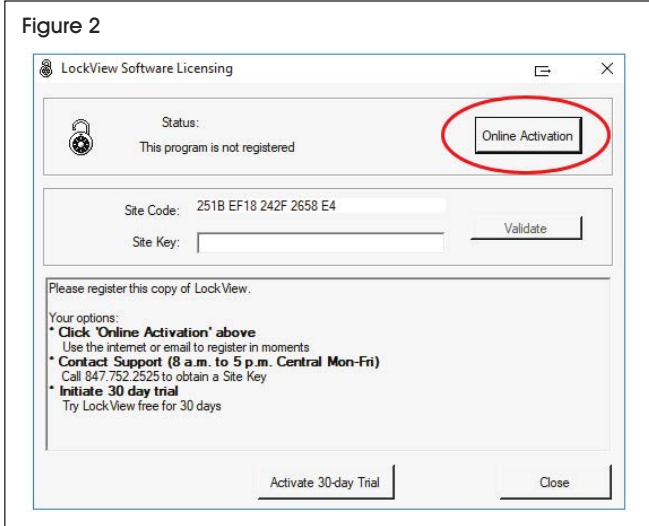 Figure 2
LockView Software Licensing
Status:
This program is not registered
Online Activation
Site Code: 251B EF18 242F 2658 E4
Site Key:
Validate
Please register this copy of LockView.
Your options:
* Click 'Online Activation' above
Use the internet or email to register in moments
* Contact Support (8 a.m. to 5 p.m. Central Mon-Fri)
Call 847.752.2525 to obtain a Site Key
* Initiate 30 day trial
Try LockView free for 30 days
Activate 30-day Trial
Close